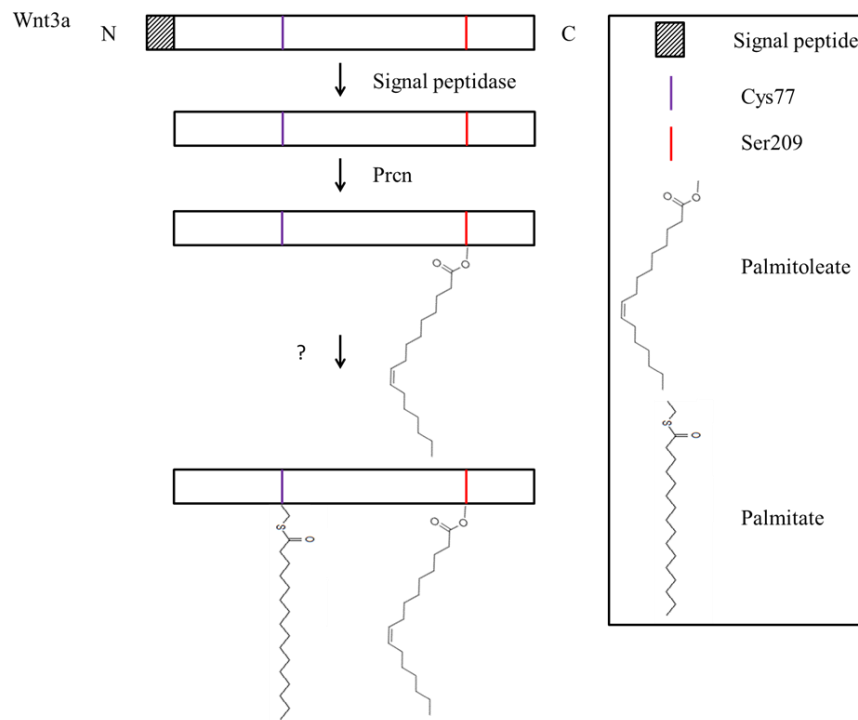 Wnt3a
N
C
Signal peptidase
Prcn
O
O
?
S
O
O
O
Signal peptide
Cys77
Ser209
O
O
Palmitoleate
S
O
Palmitate